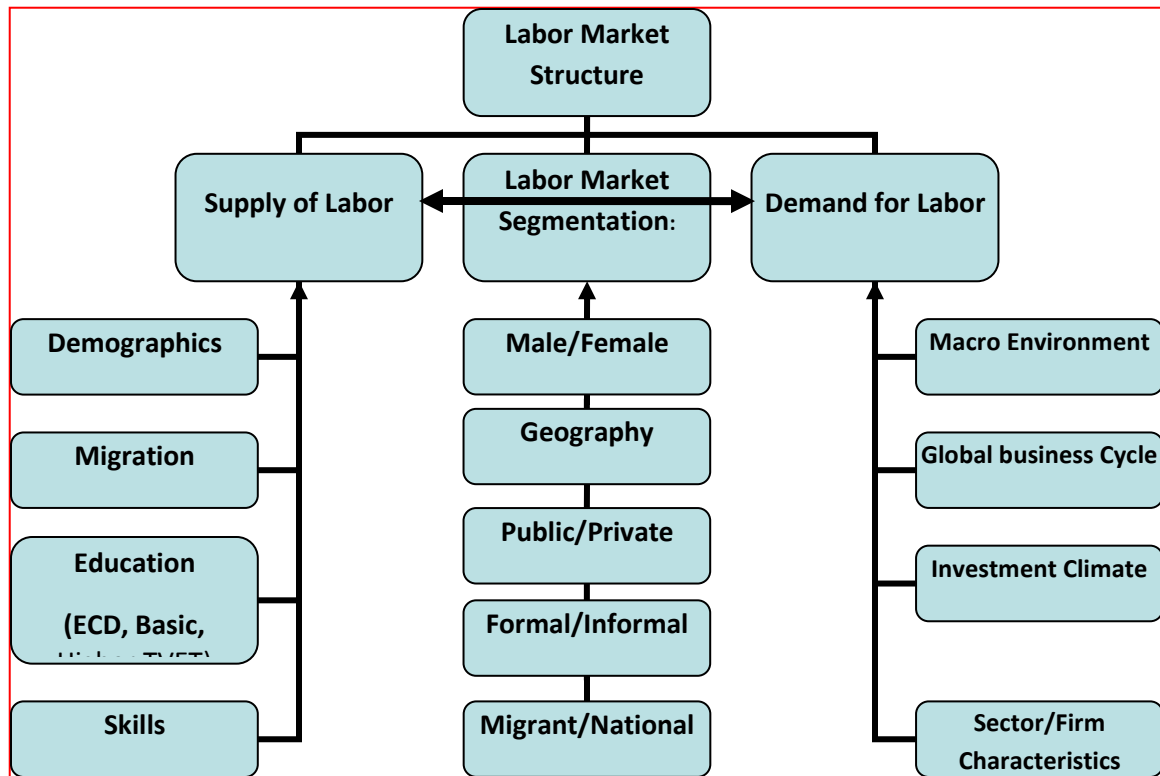 Labor Market
Structure
Supply of Labor
Labor Market
Segmentation:
Demand for Labor
Demographics
Migration
Education
(ECD, Basic,
Skills
Male/Female
Geography
Public/Private
Formal/Informal
Migrant/National
Macro Environment
Global business Cycle
Investment Climate
Sector/Firm
Characteristics